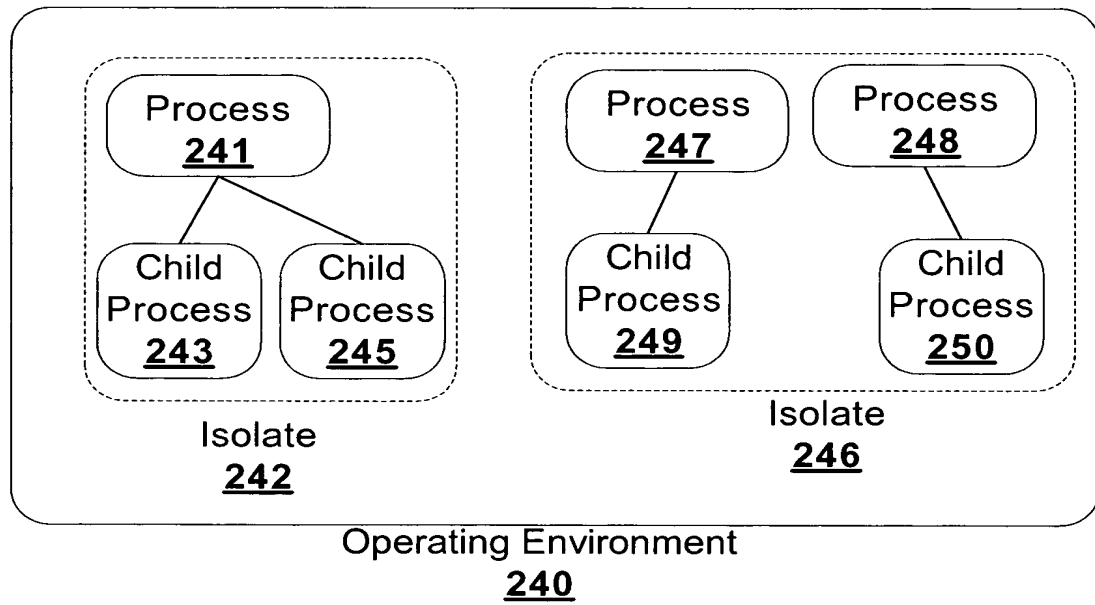 Process
241
Child
Process
243
Child
Process
245
Isolate
242
Process
247
Process
248
Child
Process
249
Child
Process
250
Isolate
246
Operating Environment
240